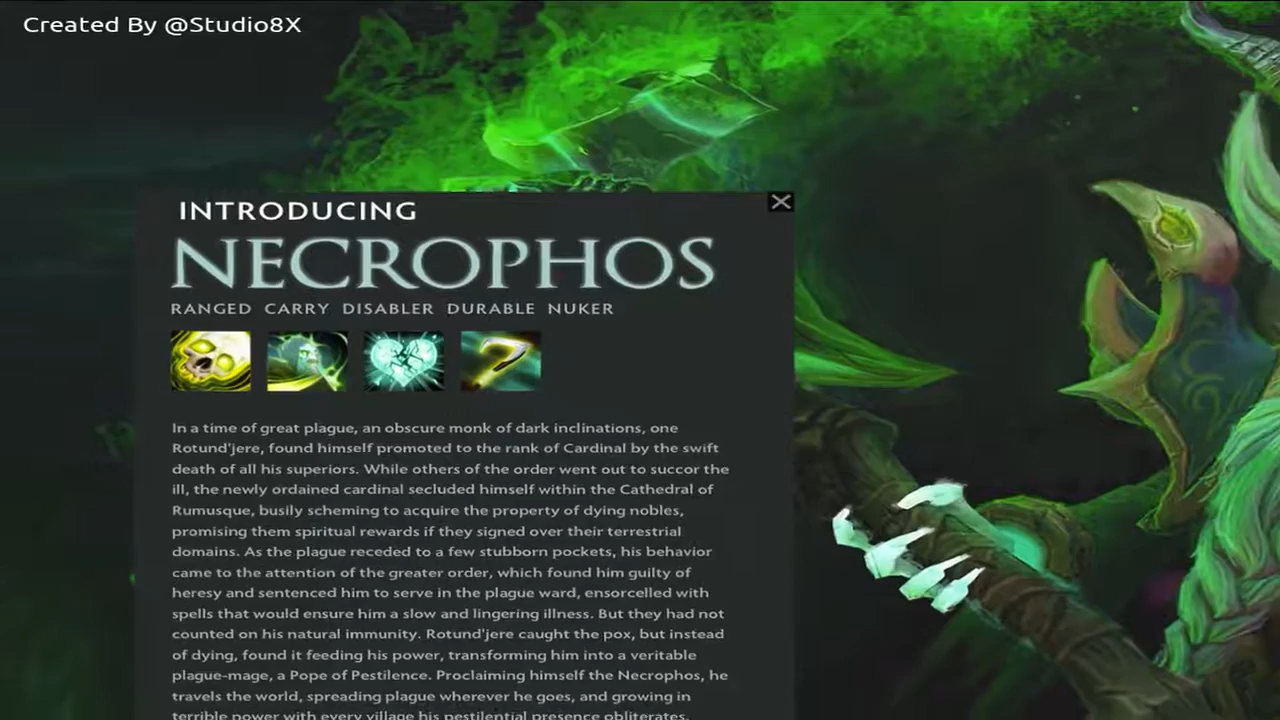 Created By @Studio8X
INTRODUCING
NECROPHOS
RANGED CARRY DISABLER DURABLE NUKER
In a time of great plague, an obscure monk of dark inclinations, one
Rotund'jere, found himself promoted to the rank of Cardinal by the swift
death of all his superiors. While others of the order went out to succor the
ill, the newly ordained cardinal secluded himself within the Cathedral of
Rumusque, busily scheming to acquire the property of dying nobles,
promising them spiritual rewards if they signed over their terrestrial
domains. As the plague receded to a few stubborn pockets, his behavior
came to the attention of the greater order, which found him guilty of
heresy and sentenced him to serve in the plague ward, ensorcelled with
spells that would ensure him a slow and lingering illness. But they had not
counted on his natural immunity. Rotund'jere caught the pox, but instead
of dying, found it feeding his power, transforming him into a veritable
plague-mage, a Pope of Pestilence. Proclaiming himself the Necrophos, he
travels the world, spreading plague wherever he goes, and growing in
terrible power with every village his pestilential presence obliterates.